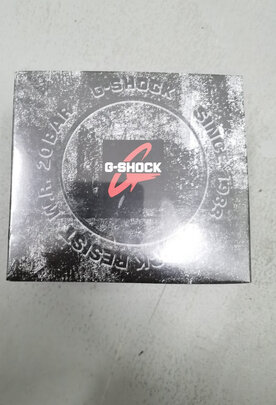 G-SHOCK
SINCE 1983
SHOCK RESIST
W.R. 20BAR
G-SHOCK